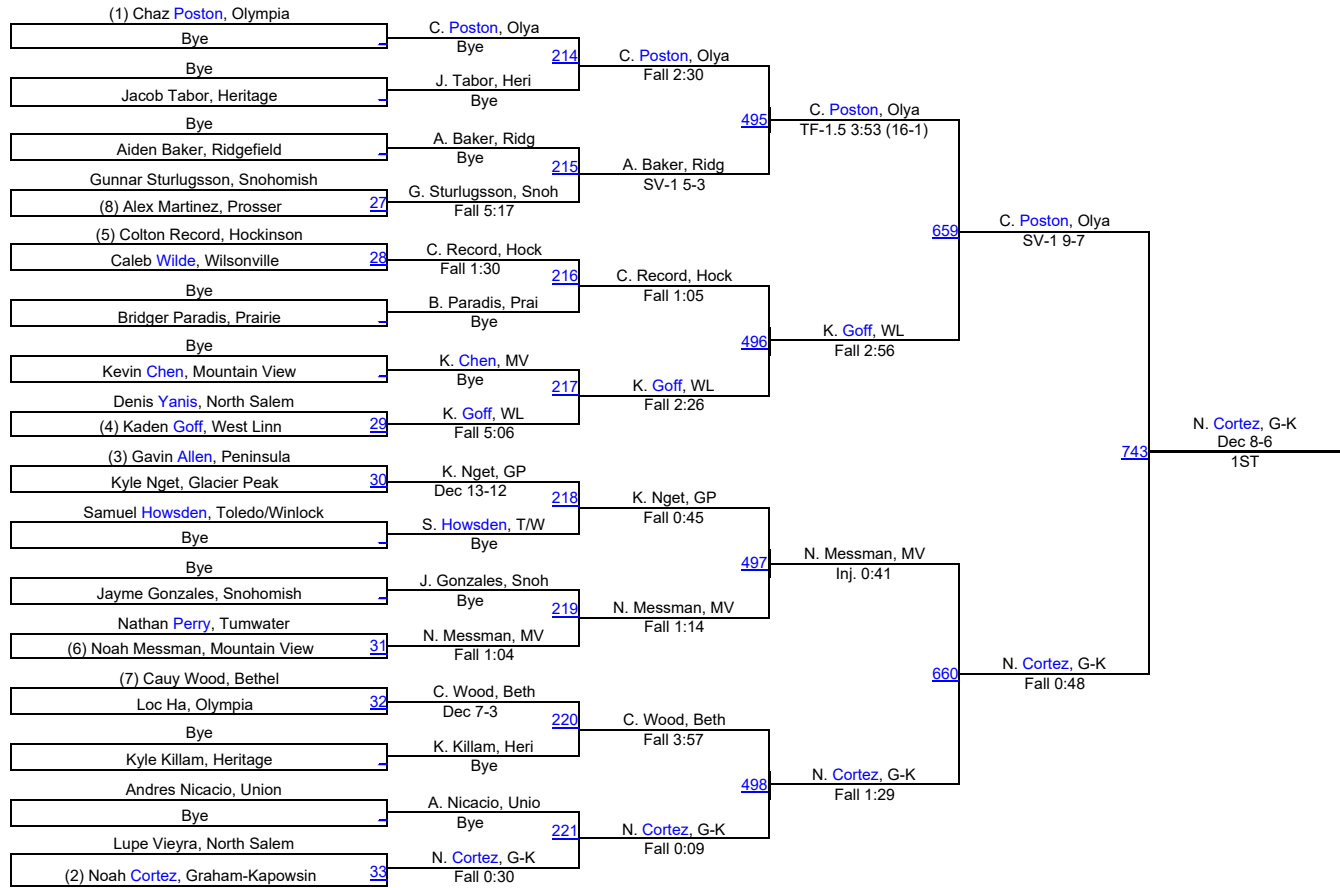 (1) Chaz Poston, Olympia
Bye
Bye
Jacob Tabor, Heritage
Bye
Aiden Baker, Ridgefield
Gunnar Sturlugsson, Snohomish
(8) Alex Martinez, Prosser 27
(5) Colton Record, Hockinson
Caleb Wilde, Wilsonville 28
Bye
Bridger Paradis, Prairie
Bye
Kevin Chen, Mountain View
Denis Yanis, North Salem
(4) Kaden Goff, West Linn 29
(3) Gavin Allen, Peninsula
Kyle Nget, Glacier Peak 30
Samuel Howsden, Toledo/Winlock
Bye
Bye
Jayme Gonzales, Snohomish
Nathan Perry, Tumwater
(6) Noah Messman, Mountain View 31
(7) Cauy Wood, Bethel
Loc Ha, Olympia 32
Bye
Kyle Killam, Heritage
Andres Nicacio, Union
Bye
Lupe Vieyra, North Salem
(2) Noah Cortez, Graham-Kapowsin 33
C. Poston, Olya
Bye
214
J. Tabor, Heri
Bye
A. Baker, Ridg
Bye
215
G. Sturlugsson, Snoh
Fall 5:17
C. Record, Hock
Fall 1:30
216
B. Paradis, Prai
Bye
K. Chen, MV
Bye
217
K. Goff, WL
Fall 5:06
K. Nget, GP
Dec 13-12
218
S. Howsden, T/W
Bye
J. Gonzales, Snoh
Bye
219
N. Messman, MV
Fall 1:04
C. Wood, Beth
Dec 7-3
220
K. Killam, Heri
Bye
A. Nicacio, Unio
Bye
221
N. Cortez, G-K
Fall 0:30
C. Poston, Olya
Fall 2:30
495
A. Baker, Ridg
SV-1 5-3
C. Record, Hock
Fall 1:05
496
K. Goff, WL
Fall 2:26
K. Nget, GP
Fall 0:45
497
N. Messman, MV
Fall 1:14
C. Wood, Beth
Fall 3:57
498
N. Cortez, G-K
Fall 0:09
C. Poston, Olya
TF-1.5 3:53 (16-1)
659
K. Goff, WL
Fall 2:56
N. Messman, MV
Inj. 0:41
660
N. Cortez, G-K
Fall 1:29
C. Poston, Olya
SV-1 9-7
743
N. Cortez, G-K
Fall 0:48
N. Cortez, G-K
Dec 8-6
1ST